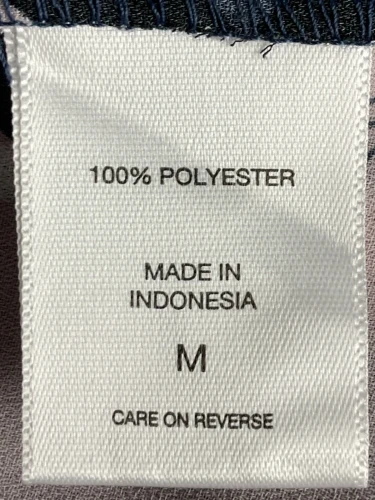 100% POLYESTER
MADE IN
INDONESIA
M
CARE ON REVERSE